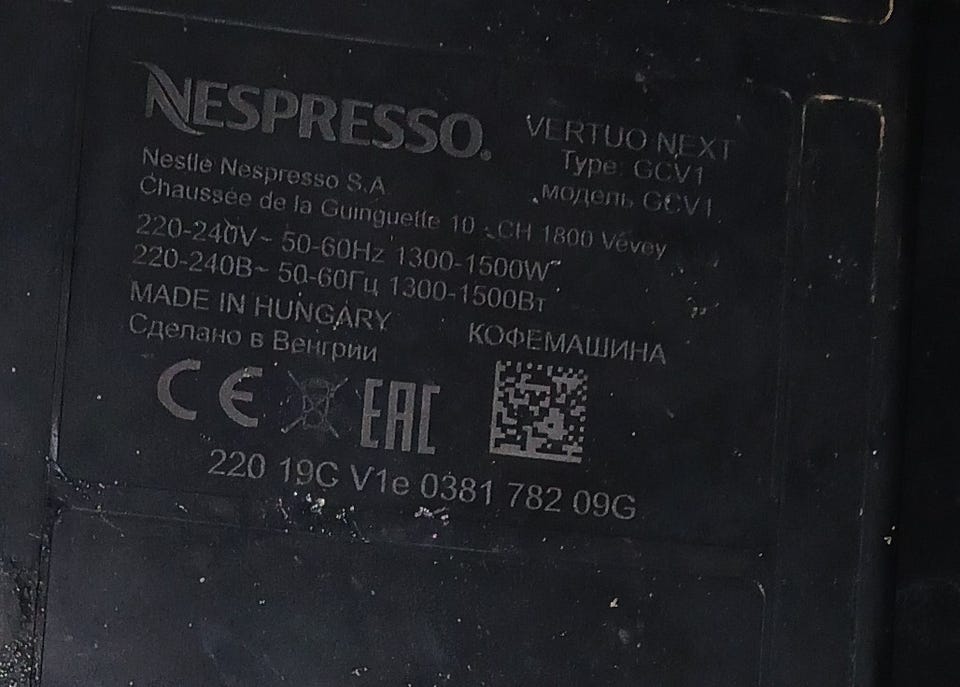 NESPRESSO®
VERTUO NEXT
Type: GCV1
модель GCV1
Nestle Nespresso S.A
Chaussée de la Guinguette 10 - CH 1800 Vevey
220-240V~ 50-60Hz 1300-1500W
220-240В~ 50-60Гц 1300-1500Вт
MADE IN HUNGARY
Сделано в Венгрии
КОФЕМАШИНА
CE EAC
220 19C V1e 0381 782 09G